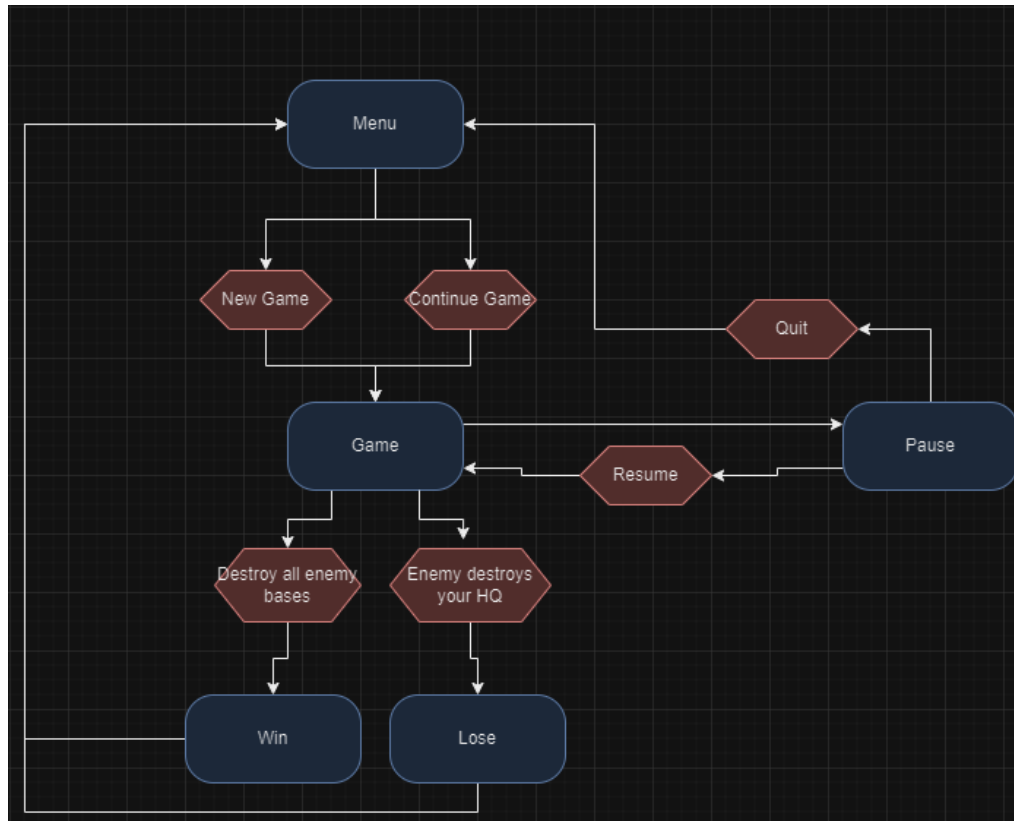 Menu
New Game
Continue Game
Quit
Game
Pause
Resume
Destroy all enemy
bases
Enemy destroys
your HQ
Win
Lose